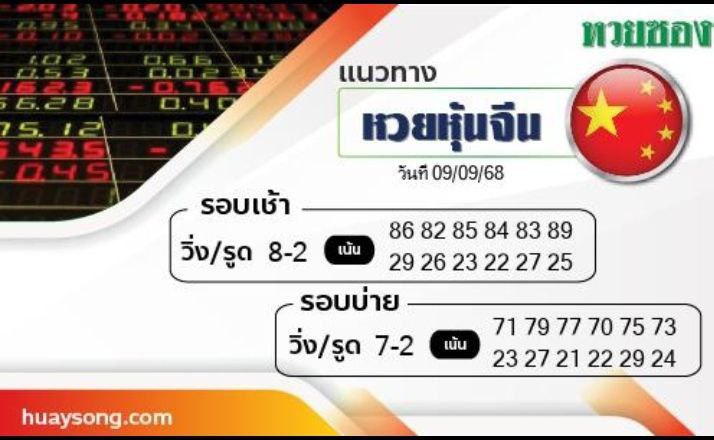 หวยซอง
แนวทาง
หวยหุ้นจีน
วันที่ 09/09/68
รอบเช้า
วิ่ง/รูด 8-2 เน้น 86 82 85 84 83 89
29 26 23 22 27 25
รอบบ่าย
วิ่ง/รูด 7-2 เน้น 71 79 77 70 75 73
23 27 21 22 29 24
huaysong.com